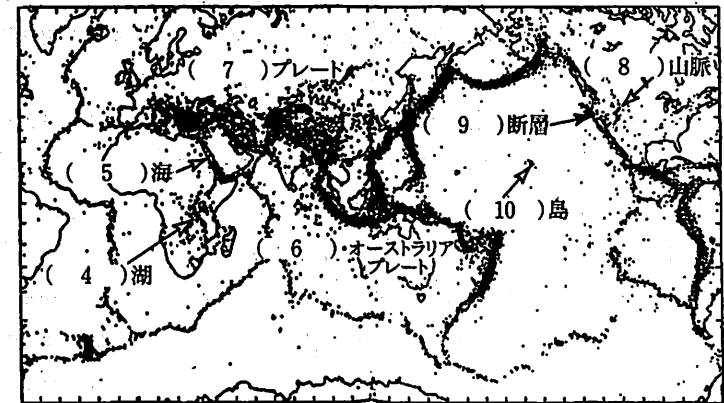 ( 7 )プレート
( 8 )山脈
( 9 )断層
( 5 )海
( 10 )島
( 6 )
オーストラリア
プレート
( 4 )湖